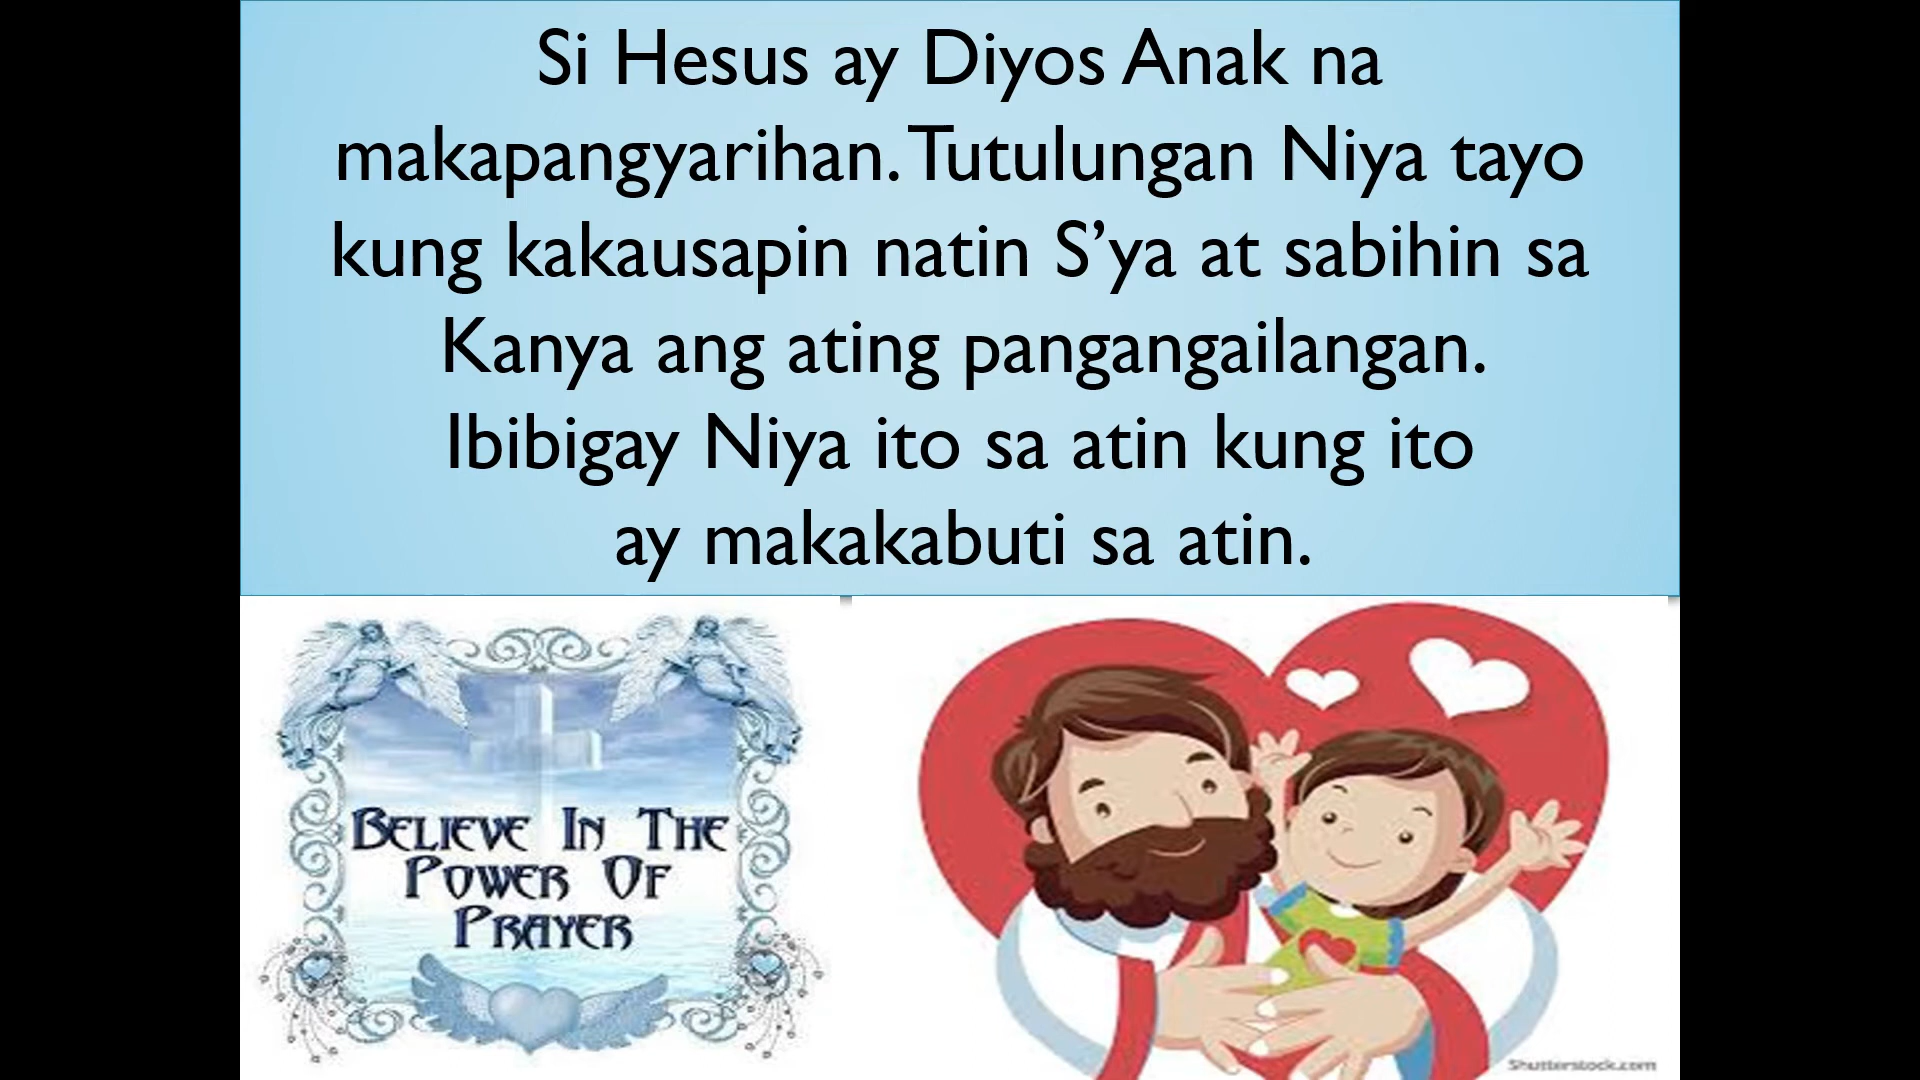 Si Hesus ay Diyos Anak na
makapangyarihan. Tutulungan Niya tayo
kung kakausapin natin S’ya at sabihin sa
Kanya ang ating pangangailangan.
Ibibigay Niya ito sa atin kung ito
ay makakabuti sa atin.
Believe In The
Power Of
Prayer
Shutterstock.com